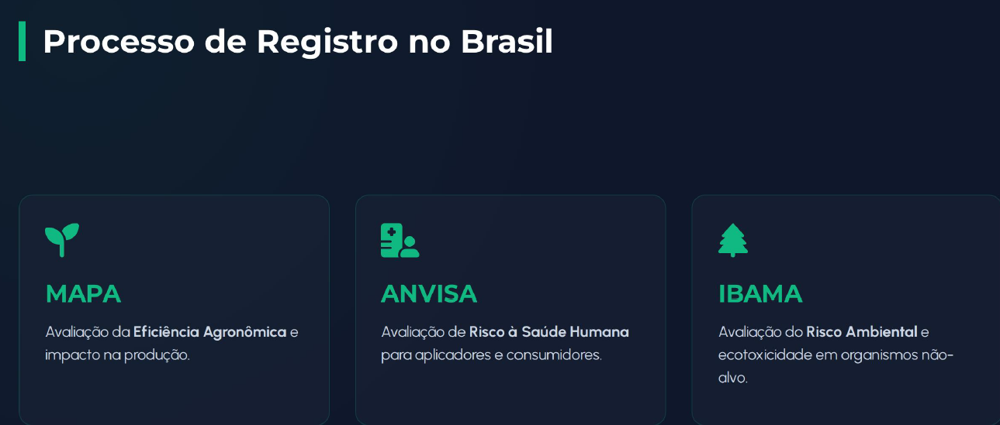 Processo de Registro no Brasil
MAPA
Avaliação da Eficiência Agronômica e
impacto na produção.
ANVISA
Avaliação de Risco à Saúde Humana
para aplicadores e consumidores.
IBAMA
Avaliação do Risco Ambiental e
ecotoxicidade em organismos não-
alvo.